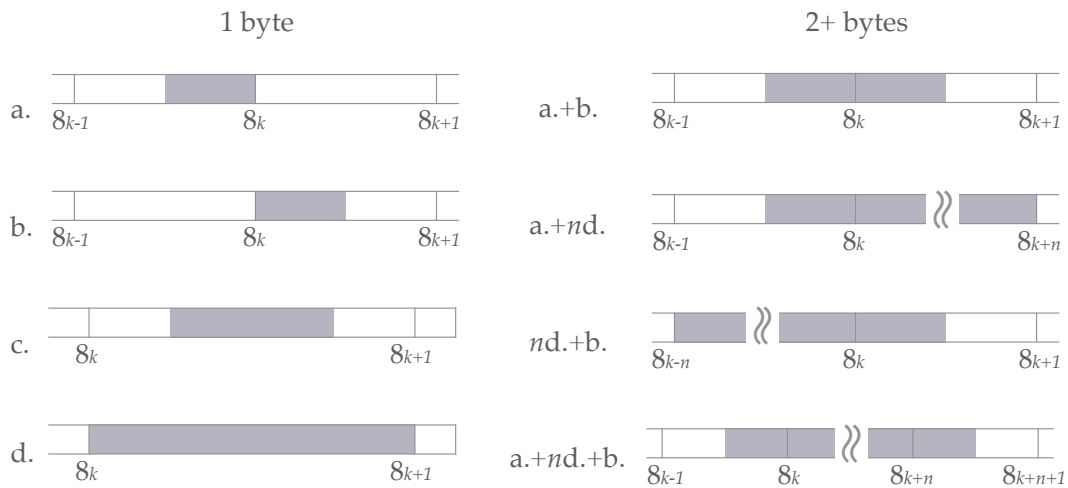 1 byte
2+ bytes
a.
8k-1
8k
8k+1
a.+b.
8k-1
8k
8k+1
b.
8k-1
8k
8k+1
a.+nd.
8k-1
8k
8k+n
c.
8k
8k+1
nd.+b.
8k-n
8k
8k+1
d.
8k
8k+1
a.+nd.+b.
8k-1
8k
8k+n
8k+n+1